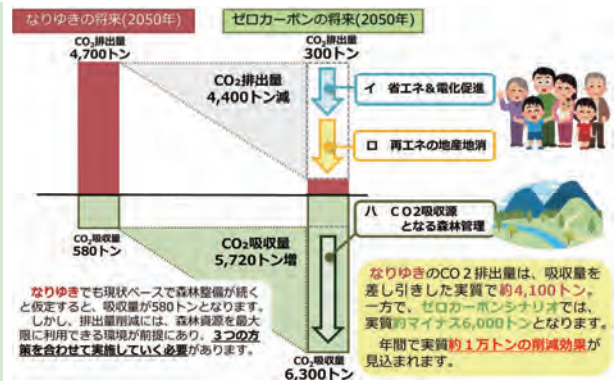 なりゆきの将来(2050年)
ゼロカーボンの将来(2050年)
CO₂排出量
4,700トン
CO₂排出量
300トン
CO₂排出量
4,400トン減
イ 省エネ&電化促進
ロ 再エネの地産地消
ハ CO2吸収源
となる森林管理
CO₂吸収量
580トン
CO₂吸収量
5,720トン増
なりゆきでも現状ベースで森林整備が続く
と仮定すると、吸収量が580トンとなります。
しかし、排出量削減には、森林資源を最大
限に利用できる環境が前提にあり、3つの方
策を合わせて実施していく必要があります。
CO₂吸収量
6,300トン
なりゆきのCO2排出量は、吸収量を
差し引きした実質で約4,100トン。
一方で、ゼロカーボンシナリオでは、
実質約マイナス6,000トンとなります。
年間で実質約1万トンの削減効果が
見込まれます。